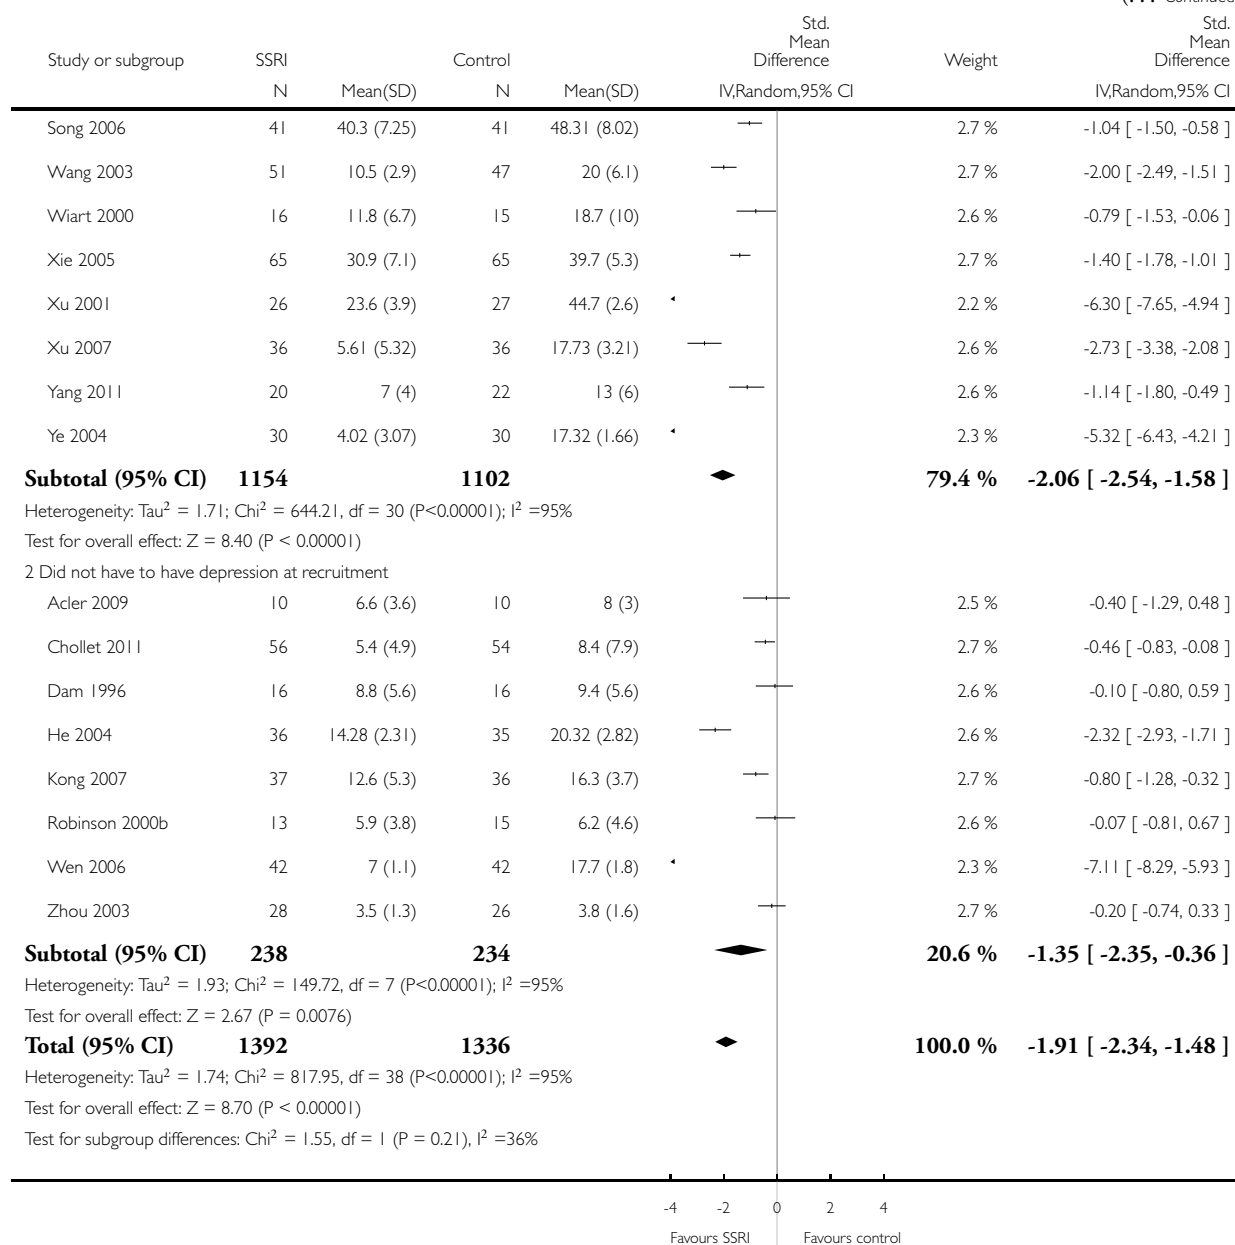 Continued
Std. Std.
Mean Mean
Study or subgroup SSRI Control Difference Weight Difference
N Mean(SD) N Mean(SD) IV,Random,95% CI IV,Random,95% CI
Song 2006 41 40.3 (7.25) 41 48.31 (8.02) 2.7 % -1.04 [ -1.50, -0.58 ]
Wang 2003 51 10.5 (2.9) 47 20 (6.1) 2.7 % -2.00 [ -2.49, -1.51 ]
Wiart 2000 16 11.8 (6.7) 15 18.7 (10) 2.6 % -0.79 [ -1.53, -0.06 ]
Xie 2005 65 30.9 (7.1) 65 39.7 (5.3) 2.7 % -1.40 [ -1.78, -1.01 ]
Xu 2001 26 23.6 (3.9) 27 44.7 (2.6) 2.2 % -6.30 [ -7.65, -4.94 ]
Xu 2007 36 5.61 (5.32) 36 17.73 (3.21) 2.6 % -2.73 [ -3.38, -2.08 ]
Yang 2011 20 7 (4) 22 13 (6) 2.6 % -1.14 [ -1.80, -0.49 ]
Ye 2004 30 4.02 (3.07) 30 17.32 (1.66) 2.3 % -5.32 [ -6.43, -4.21 ]
Subtotal (95% CI) 1154 1102 79.4 % -2.06 [ -2.54, -1.58 ]
Heterogeneity: Tau² = 1.71; Chi² = 644.21, df = 30 (P<0.00001); I² =95%
Test for overall effect: Z = 8.40 (P < 0.00001)
2 Did not have to have depression at recruitment
Acler 2009 10 6.6 (3.6) 10 8 (3) 2.5 % -0.40 [ -1.29, 0.48 ]
Chollet 2011 56 5.4 (4.9) 54 8.4 (7.9) 2.7 % -0.46 [ -0.83, -0.08 ]
Dam 1996 16 8.8 (5.6) 16 9.4 (5.6) 2.6 % -0.10 [ -0.80, 0.59 ]
He 2004 36 14.28 (2.31) 35 20.32 (2.82) 2.6 % -2.32 [ -2.93, -1.71 ]
Kong 2007 37 12.6 (5.3) 36 16.3 (3.7) 2.7 % -0.80 [ -1.28, -0.32 ]
Robinson 2000b 13 5.9 (3.8) 15 6.2 (4.6) 2.6 % -0.07 [ -0.81, 0.67 ]
Wen 2006 42 7 (1.1) 42 17.7 (1.8) 2.3 % -7.11 [ -8.29, -5.93 ]
Zhou 2003 28 3.5 (1.3) 26 3.8 (1.6) 2.7 % -0.20 [ -0.74, 0.33 ]
Subtotal (95% CI) 238 234 20.6 % -1.35 [ -2.35, -0.36 ]
Heterogeneity: Tau² = 1.93; Chi² = 149.72, df = 7 (P<0.00001); I² =95%
Test for overall effect: Z = 2.67 (P = 0.0076)
Total (95% CI) 1392 1336 100.0 % -1.91 [ -2.34, -1.48 ]
Heterogeneity: Tau² = 1.74; Chi² = 817.95, df = 38 (P<0.00001); I² =95%
Test for overall effect: Z = 8.70 (P < 0.00001)
Test for subgroup differences: Chi² = 1.55, df = 1 (P = 0.21), I² =36%
-4 -2 0 2 4
Favours SSRI Favours control